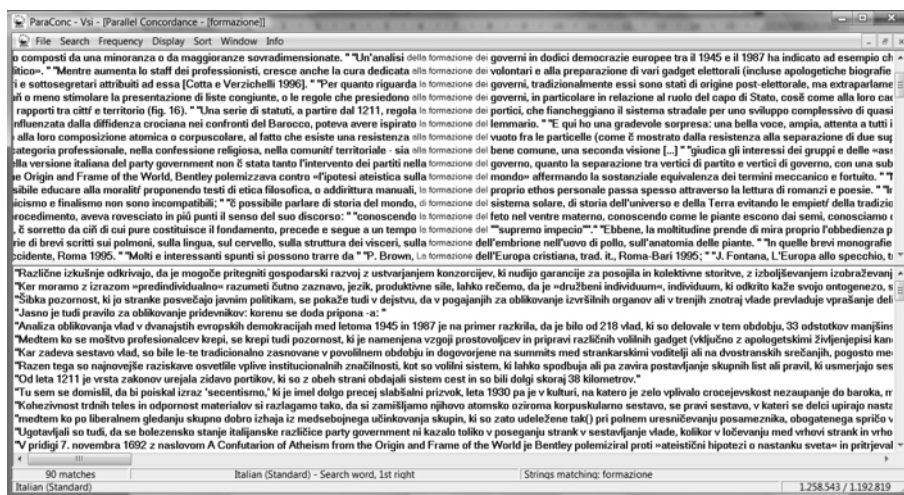 ParaConc - Vsi - [Parallel Concordance - [formazione]]
File Search Frequency Display Sort Window Info
o composti da una minoranza o da maggioranze sovradimensionate. " "Un'analisi della formazione dei governi in dodici democrazie europee tra il 1945 e il 1987 ha indicato ad esempio ch
litico». " "Mentre aumenta lo staff dei professionisti, cresce anche la cura dedicata alla formazione dei volontari e alla preparazione di vari gadget elettorali (incluse apologetiche biografie
i e sottosegretari attribuiti ad essa [Cotta e Verzichelli 1996]. " "Per quanto riguarda la formazione dei governi, tradizionalmente essi sono stati di origine post-elettorale, ma extraparlame
o meno stimolare la presentazione di liste congiunte, o le regole che presiedono alla formazione dei governi, in particolare in relazione al ruolo del capo di Stato, cosě come alla loro cac
rapporti tra cittŕ e territorio (fig. 16). " "Una serie di statuti, a partire dal 1211, regola la formazione dei portici, che fiancheggiano il sistema stradale per uno sviluppo complessivo di quasi
nfluenzata dalla diffidenza crociana nei confronti del Barocco, poteva avere ispirato la formazione del lemmario. " "E qui ho una gradevole sorpresa: una bella voce, ampia, attenta a tutti i
alla loro composizione atomica o corpuscolare, al fatto che esiste una resistenza alla formazione del vuoto fra le particelle (come č mostrato dalla resistenza alla separazione di due sup
categoria professionale, nella confessione religiosa, nella comunitŕ territoriale - sia alla formazione del bene comune, una seconda visione [...] " "giudica gli interessi dei gruppi e delle «ass
ella versione italiana del party government non č stata tanto l'intervento dei partiti nella formazione del governo, quanto la separazione tra vertici di partito e vertici di governo, con una sub
e Origin and Frame of the World, Bentley polemizzava contro «l'ipotesi ateistica sulla formazione del mondo» affermando la sostanziale equivalenza dei termini meccanico e fortuito. " "T
sibile educare alla moralitŕ proponendo testi di etica filosofica, o addirittura manuali, la formazione del proprio ethos personale passa spesso attraverso la lettura di romanzi e poesie. " "In
icismo e finalismo non sono incompatibili; " "č possibile parlare di storia del mondo, di formazione del sistema solare, di storia dell'universo e della Terra evitando le empietŕ della tradizio
rocedimento, aveva rovesciato in piů punti il senso del suo discorso: " "conoscendo la formazione del feto nel ventre materno, conoscendo come le piante escono dai semi, conosciamo
, č sorretto da ciň di cui pure costituisce il fondamento, precede e segue a un tempo la formazione del ""supremo impecio""." "Ebbene, la moltitudine prende di mira proprio l'obbedienza p
rie di brevi scritti sui polmoni, sulla lingua, sul cervello, sulla struttura dei visceri, sulla formazione dell'embrione nell'uovo di pollo, sull'anatomia delle piante. " "In quelle brevi monografie
ccidente, Roma 1995. " "Molti e interessanti spunti si possono trarre da " "P. Brown, La formazione dell'Europa cristiana, trad. it., Roma-Bari 1995; " "J. Fontana, L'Europa allo specchio, t
"Različne izkušnje odkrivajo, da je mogoče pritegniti gospodarski razvoj z ustvarjanjem konzorcijev, ki nudijo garancije za posojila in kolektivne storitve, z izboljševanjem izobraževanj
"Ker moramo z izrazom »predindividualno« razumeti čutno zaznavo, jezik, produktivne sile, lahko rečemo, da je »družbeni individuum«, individuum, ki odkrito kaže svojo ontogenezo, s
"Šibka pozornost, ki jo stranke posvečajo javnim politikam, se pokaže tudi v dejstvu, da v pogajanjih za oblikovanje izvršilnih organov ali v trenjih znotraj vlade prevladuje vprašanje deli
"Jasno je tudi pravilo za oblikovanje pridevnikov: korenu se doda pripona -a: "
"Analiza oblikovanja vlad v dvanajstih evropskih demokracijah med letoma 1945 in 1987 je na primer razkrila, da je bilo od 218 vlad, ki so delovale v tem obdobju, 33 odstotkov manjšins
"Medtem ko se moštvo profesionalcev krepi, se krepi tudi pozornost, ki je namenjena vzgoji prostovoljcev in pripravi različnih volilnih gadget (vključno z apologetskimi življenjepisi kan
"Kar zadeva sestavo vlad, so bile le-te tradicionalno zasnovane v povolilnem obdobju in dogovorjene na summits med strankarskimi voditelji ali na dvostranskih srečanjih, pogosto me
"Razen tega so najnovejše raziskave osvetlile vplive institucionalnih značilnosti, kot so volilni sistem, ki lahko spodbuja ali pa zavira postavljanje skupnih list ali pravil, ki usmerjajo ses
"Od leta 1211 je vrsta zakonov urejala zidavo portikov, ki so z obeh strani obdajali sistem cest in so bili dolgi skoraj 38 kilometrov."
"Tu sem se domislil, da bi poiskal izraz 'secentismo,' ki je imel dolgo precej slabšalni prizvok, leta 1930 pa je v kulturi, na katero je zelo vplivalo crocejevskost nezaupanje do baroka, m
"Kohezivnost trdnih teles in odpornost materialov si razlagamo tako, da si zamišljamo njihovo atomsko oziroma korpuskularno sestavo, se pravi sestavo, v kateri se delci upirajo nasta
"medtem ko po liberalnem gledanju skupno dobro izhaja iz medsebojnega učinkovanja skupin, ki so zato udeležene tak() pri polnem uresničevanju posameznika, obogatenega spričo v
"Ugotavljali so tudi, da se bolezensko stanje italijanske različice party government ni kazalo toliko v poseganju strank v sestavljanje vlade, kolikor v ločevanju med vrhovi strank in vrho
"V pridigi 7. novembra 1692 z naslovom A Confutation of Atheism from the Origin and Frame of the World je Bentley polemiziral proti »ateistični hipotezi o nastanku sveta« in pritrjeval
90 matches Italian (Standard) - Search word, 1st right Strings matching: formazione
Italian (Standard) 1.258.543 / 1.192.819